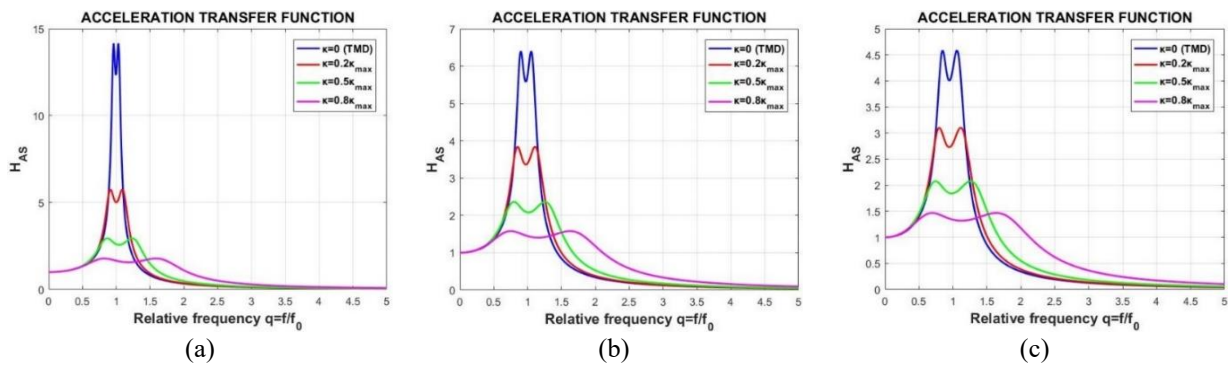 ACCELERATION TRANSFER FUNCTION
15
10
5
0
H_AS
κ=0 (TMD)
κ=0.2κ_max
κ=0.5κ_max
κ=0.8κ_max
0 0.5 1 1.5 2 2.5 3 3.5 4 4.5 5
Relative frequency q=f/f_0
(a)
ACCELERATION TRANSFER FUNCTION
7
6
5
4
3
2
1
0
H_AS
κ=0 (TMD)
κ=0.2κ_max
κ=0.5κ_max
κ=0.8κ_max
0 0.5 1 1.5 2 2.5 3 3.5 4 4.5 5
Relative frequency q=f/f_0
(b)
ACCELERATION TRANSFER FUNCTION
5
4.5
4
3.5
3
2.5
2
1.5
1
0.5
0
H_AS
κ=0 (TMD)
κ=0.2κ_max
κ=0.5κ_max
κ=0.8κ_max
0 0.5 1 1.5 2 2.5 3 3.5 4 4.5 5
Relative frequency q=f/f_0
(c)